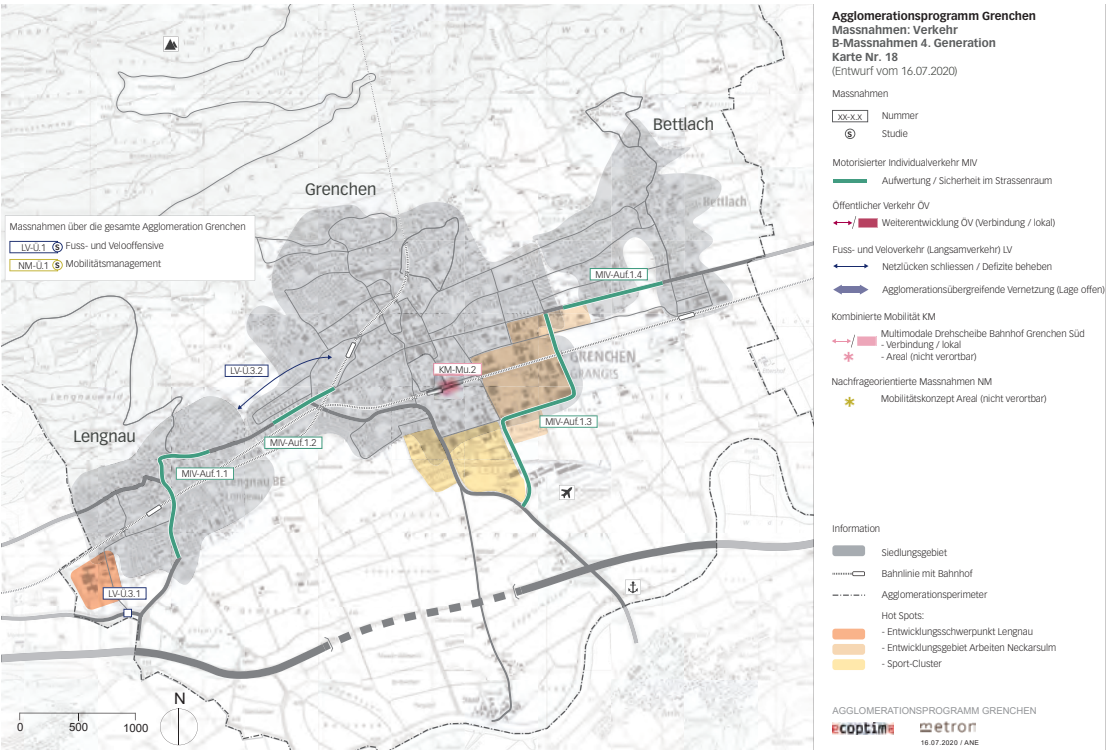 Agglomerationsprogramm Grenchen
Massnahmen: Verkehr
B-Massnahmen 4. Generation
Karte Nr. 18
(Entwurf vom 16.07.2020)
Massnahmen
XX-X.X Nummer
S Studie
Motorisierter Individualverkehr MIV
Aufwertung / Sicherheit im Strassenraum
Öffentlicher Verkehr ÖV
Weiterentwicklung ÖV (Verbindung / lokal)
Fuss- und Veloverkehr (Langsamverkehr) LV
Netzlücken schliessen / Defizite beheben
Agglomerationsübergreifende Vernetzung (Lage offen)
Kombinierte Mobilität KM
Multimodale Drehscheibe Bahnhof Grenchen Süd
- Verbindung / lokal
- Areal (nicht verortbar)
Nachfrageorientierte Massnahmen NM
Mobilitätskonzept Areal (nicht verortbar)
Information
Siedlungsgebiet
Bahnlinie mit Bahnhof
Agglomerationsperimeter
Hot Spots:
- Entwicklungsschwerpunkt Lengnau
- Entwicklungsgebiet Arbeiten Neckarsulm
- Sport-Cluster
AGGLOMERATIONSPROGRAMM GRENCHEN
ecoptima metron
16.07.2020 / ANE
Bettlach
Grenchen
Bettlach
Massnahmen über die gesamte Agglomeration Grenchen
LV-Ü.1 S Fuss- und Velooffensive
NM-Ü.1 S Mobilitätsmanagement
MIV-Auf.1.4
GRENCHEN
GRANGES
LV-Ü.3.2
KM-Mu.2
Lengnau
MIV-Auf.1.3
MIV-Auf.1.2
MIV-Auf.1.1
Lengnau BE
LV-Ü.3.1
N
0 500 1000